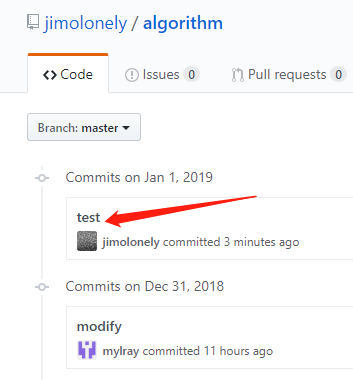 jimolonely / algorithm
Code Issues 0 Pull requests 0
Branch: master
Commits on Jan 1, 2019
test
jimolonely committed 3 minutes ago
Commits on Dec 31, 2018
modify
mylray committed 11 hours ago